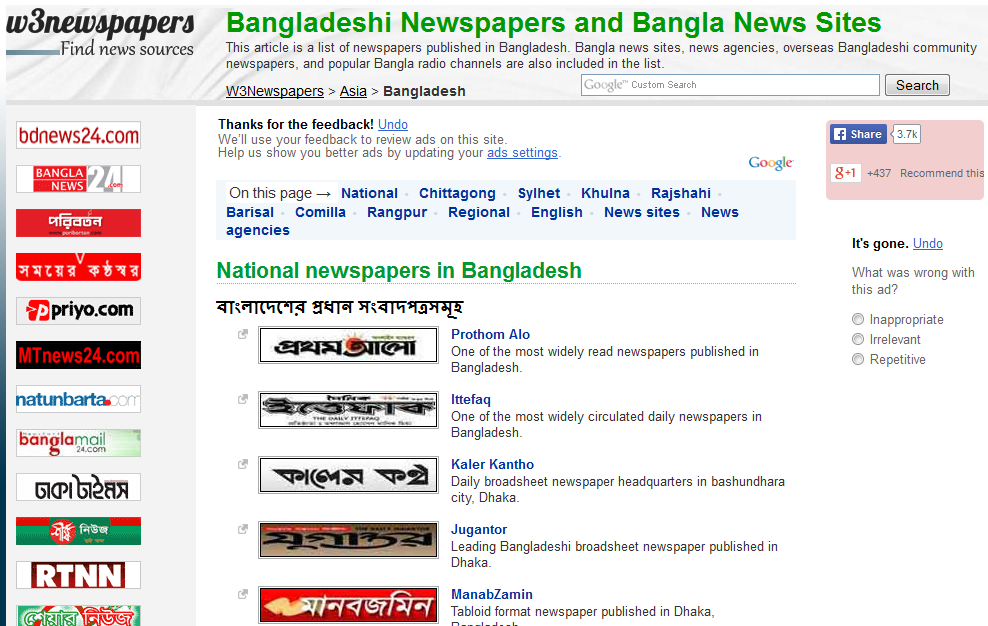 w3newspapers
Find news sources
Bangladeshi Newspapers and Bangla News Sites
This article is a list of newspapers published in Bangladesh. Bangla news sites, news agencies, overseas Bangladeshi community
newspapers, and popular Bangla radio channels are also included in the list.
W3Newspapers > Asia > Bangladesh
Google™ Custom Search
Search
bdnews24.com
BANGLA
NEWS
24.com
পরিবর্তন
সময়ের কণ্ঠস্বর
priyo.com
MTnews24.com
natunbarta.com
banglamail
24.com
ঢাকা টাইমস
শীর্ষ নিউজ
RTNN
শেয়ার নিউজ
Thanks for the feedback! Undo
We'll use your feedback to review ads on this site.
Help us show you better ads by updating your ads settings.
Google
On this page → National - Chittagong - Sylhet - Khulna - Rajshahi -
Barisal - Comilla - Rangpur - Regional - English - News sites - News
agencies
National newspapers in Bangladesh
বাংলাদেশের প্রধান সংবাদপত্রসমূহ
প্রথম আলো
Prothom Alo
One of the most widely read newspapers published in
Bangladesh.
দৈনিক
ইত্তেফাক
THE DAILY ITTEFAQ
Ittefaq
One of the most widely circulated daily newspapers in
Bangladesh.
কালের কণ্ঠ
Kaler Kantho
Daily broadsheet newspaper headquarters in bashundhara
city, Dhaka.
যুগান্তর
Jugantor
Leading Bangladeshi broadsheet newspaper published in
Dhaka.
মানবজমিন
ManabZamin
Tabloid format newspaper published in Dhaka,
Bangladesh.
Share
3.7k
g+1
+437
Recommend this
It's gone. Undo
What was wrong with
this ad?
Inappropriate
Irrelevant
Repetitive